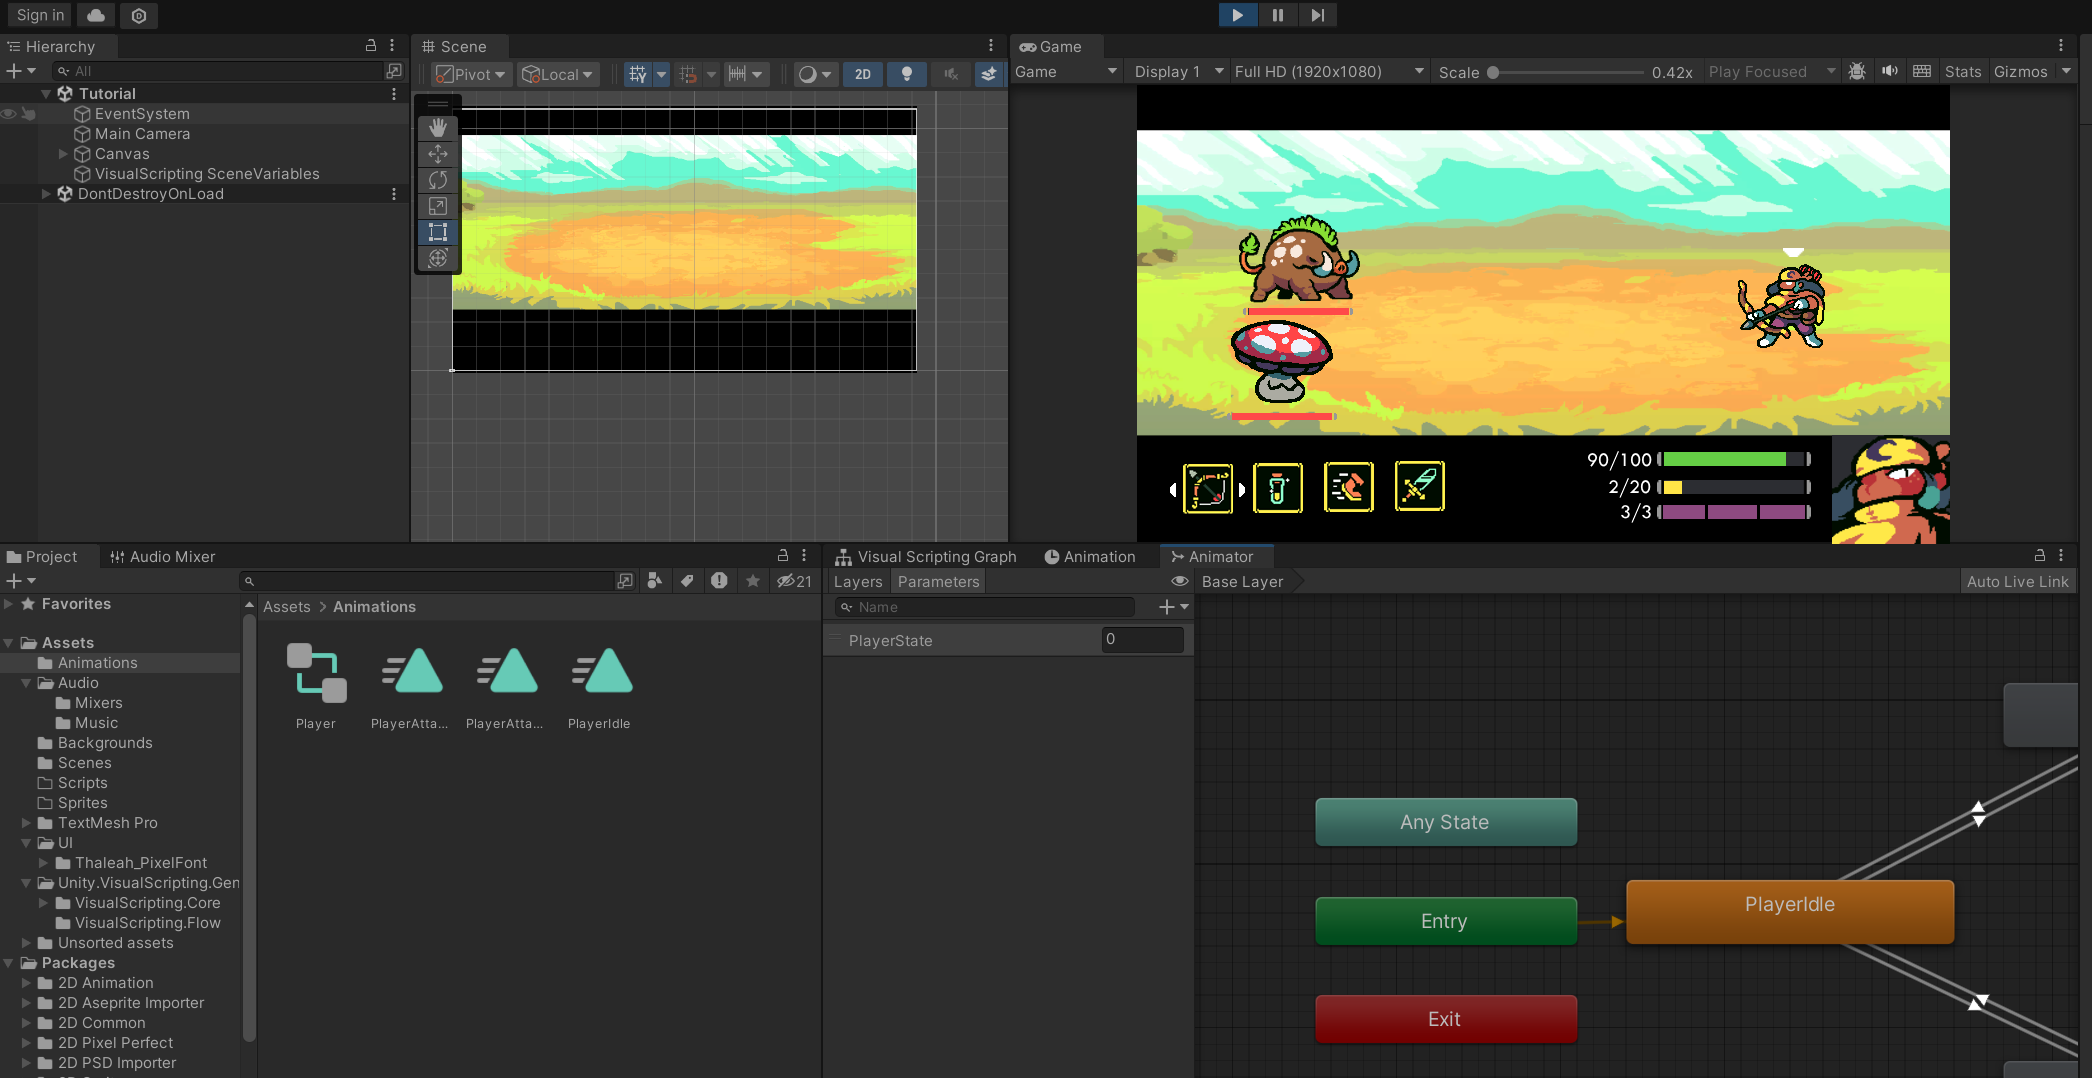 Sign in
Hierarchy
All
Tutorial
EventSystem
Main Camera
Canvas
VisualScripting SceneVariables
DontDestroyOnLoad
Scene
Pivot
Local
2D
Game
Game
Display 1
Full HD (1920x1080)
Scale
0.42x
Play Focused
Stats
Gizmos
90/100
2/20
3/3
Project
Audio Mixer
21
Favorites
Assets
Animations
Audio
Mixers
Music
Backgrounds
Scenes
Scripts
Sprites
TextMesh Pro
UI
Thaleah_PixelFont
Unity.VisualScripting.Gen
VisualScripting.Core
VisualScripting.Flow
Unsorted assets
Packages
2D Animation
2D Aseprite Importer
2D Common
2D Pixel Perfect
2D PSD Importer
Assets > Animations
Player
PlayerAtta...
PlayerAtta...
PlayerIdle
Visual Scripting Graph
Animation
Animator
Layers
Parameters
Base Layer
Auto Live Link
Name
PlayerState
0
Any State
Entry
PlayerIdle
Exit